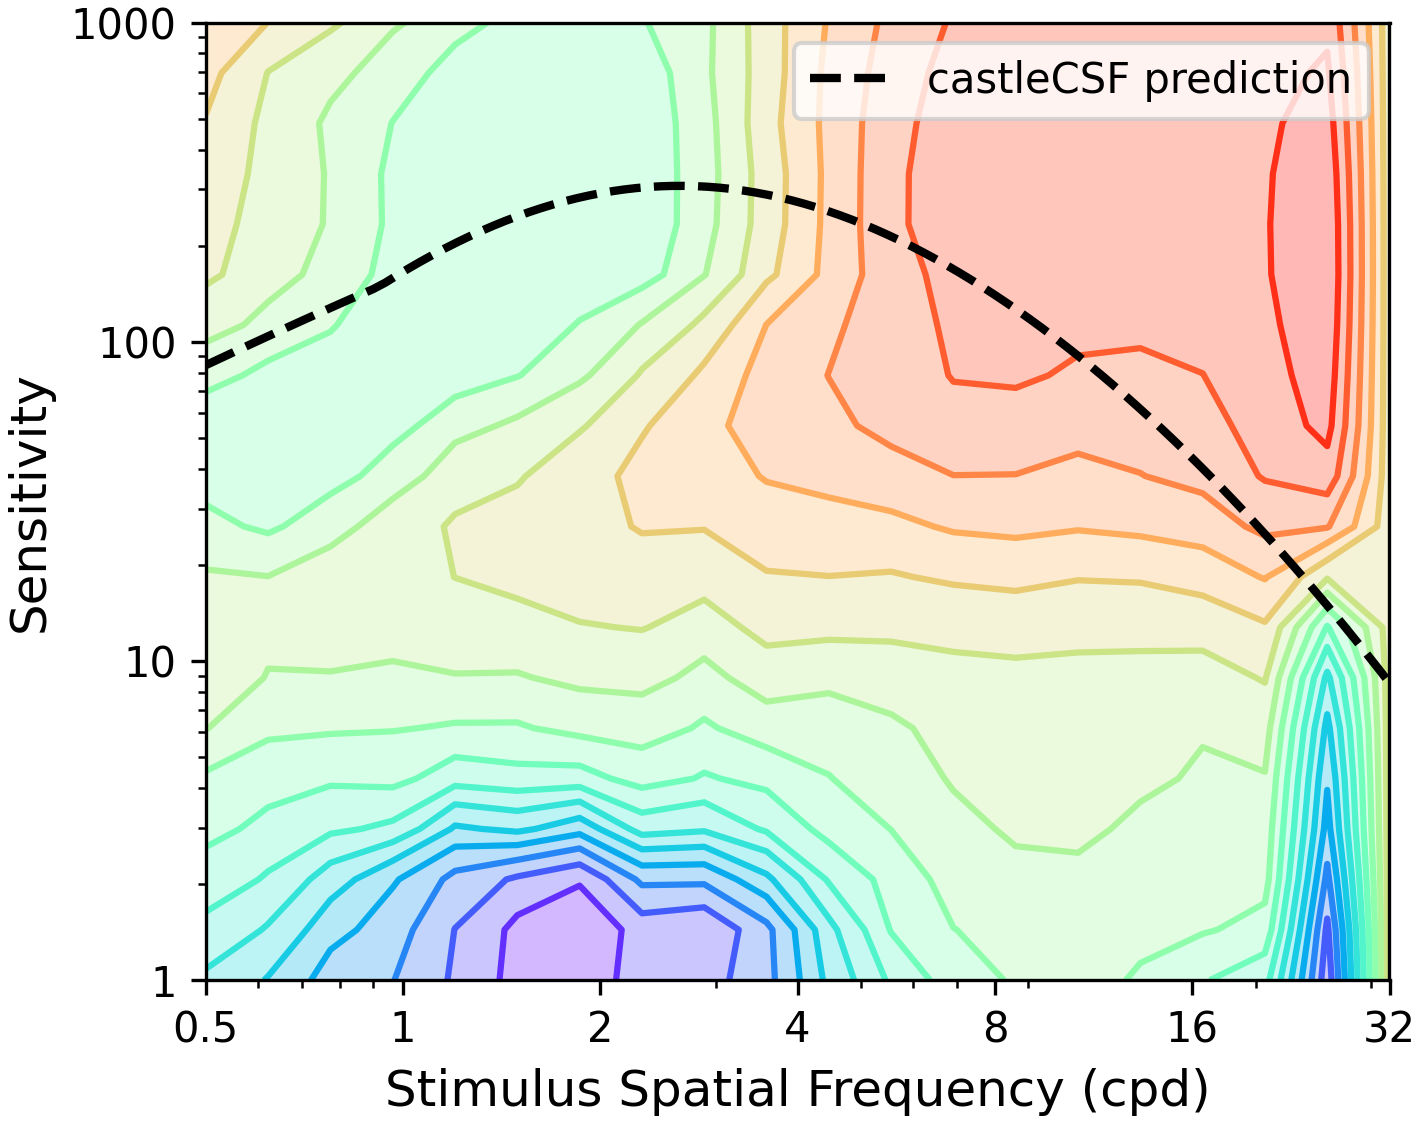 1000
castleCSF prediction
100
Sensitivity
10
1
0.5 1 2 4 8 16 32
Stimulus Spatial Frequency (cpd)